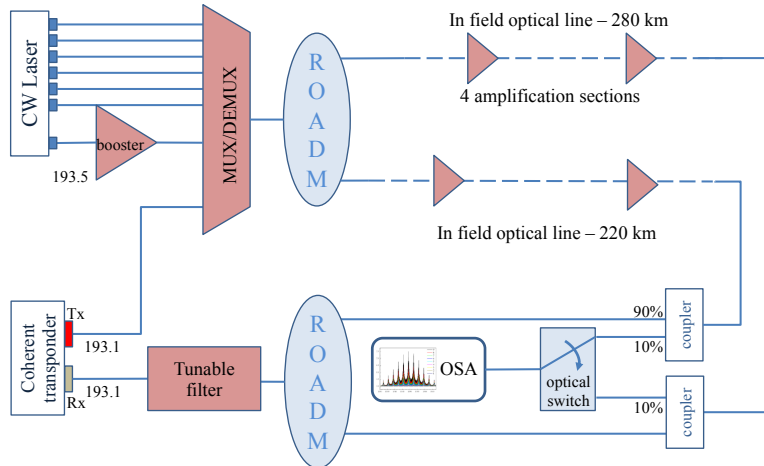 In field optical line – 280 km
CW Laser
booster
193.5
MUX/DEMUX
R
O
A
D
M
4 amplification sections
In field optical line – 220 km
Coherent
transponder
Tx
193.1
193.1
Rx
Tunable
filter
R
O
A
D
M
OSA
optical
switch
90%
10%
coupler
10%
coupler